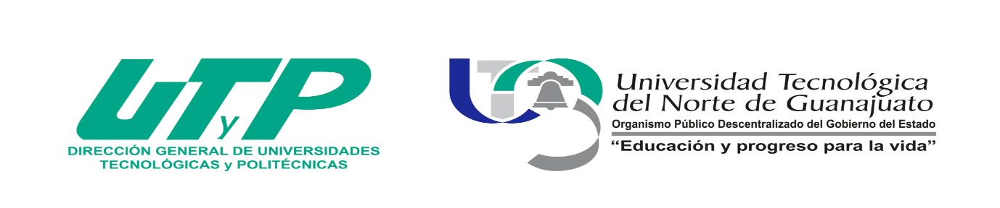 UTyP
DIRECCIÓN GENERAL DE UNIVERSIDADES
TECNOLÓGICAS y POLITÉCNICAS
UT
Universidad Tecnológica
del Norte de Guanajuato
Organismo Público Descentralizado del Gobierno del Estado
“Educación y progreso para la vida”